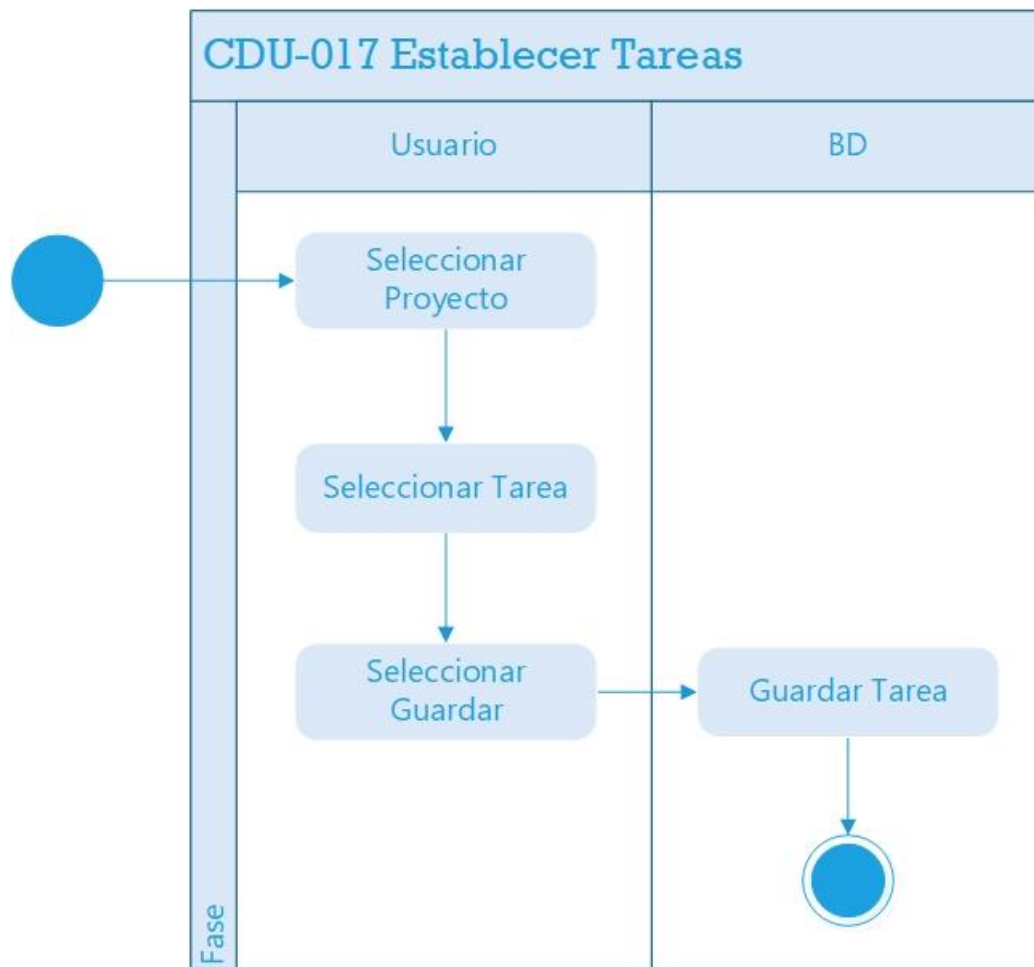 CDU-017 Establecer Tareas
Usuario
BD
Seleccionar
Proyecto
Seleccionar Tarea
Seleccionar
Guardar
Guardar Tarea
Fase